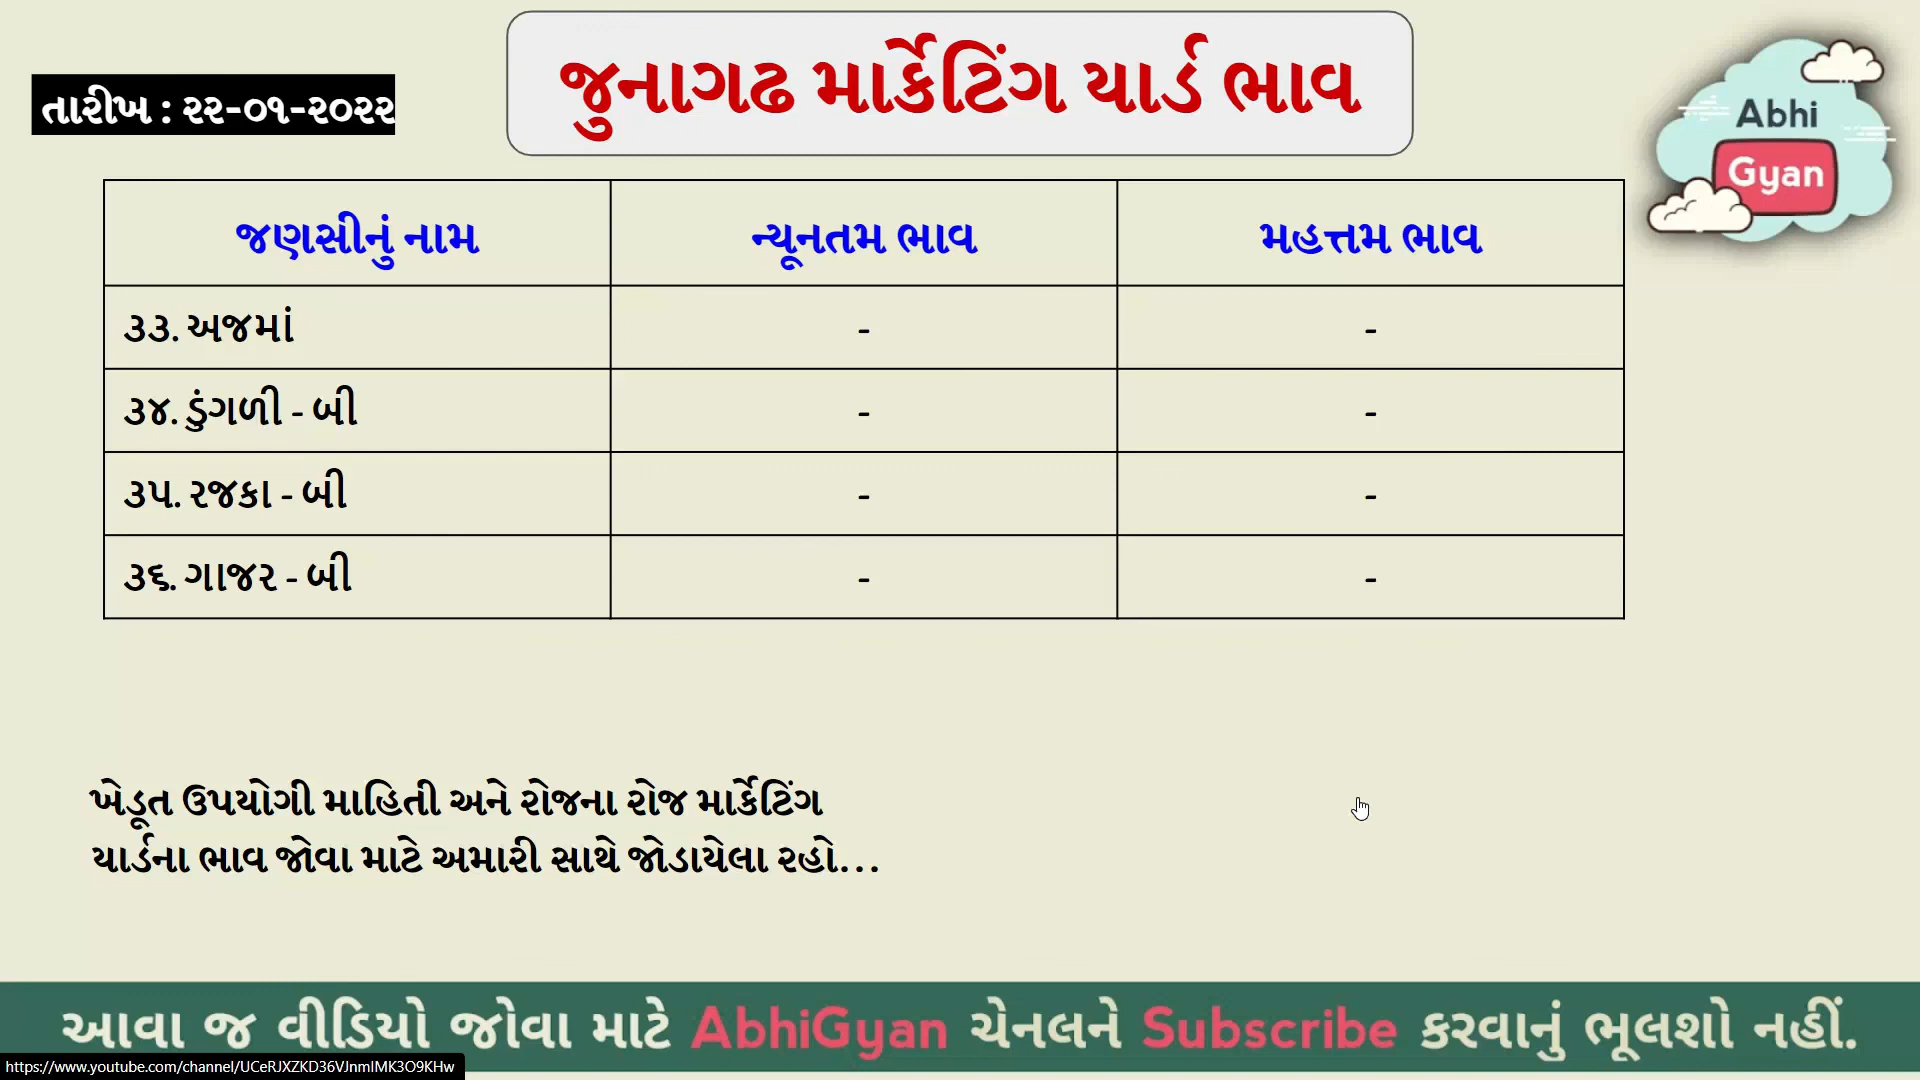 જુનાગઢ માર્કેટિંગ યાર્ડ ભાવ
તારીખ : ૨૨-૦૧-૨૦૨૨
Abhi
Gyan
જણસીનું નામ ન્યૂનતમ ભાવ મહત્તમ ભાવ
૩૩. અજમાં - -
૩૪. ડુંગળી - બી - -
૩૫. રજકા - બી - -
૩૬. ગાજર - બી - -
ખેડૂત ઉપયોગી માહિતી અને રોજના રોજ માર્કેટિંગ
યાર્ડના ભાવ જોવા માટે અમારી સાથે જોડાયેલા રહો...
આવા જ વીડિયો જોવા માટે AbhiGyan ચેનલને Subscribe કરવાનું ભૂલશો નહીં.
https://www.youtube.com/channel/UCeRJXZKD36VJnmIMK3O9KHw